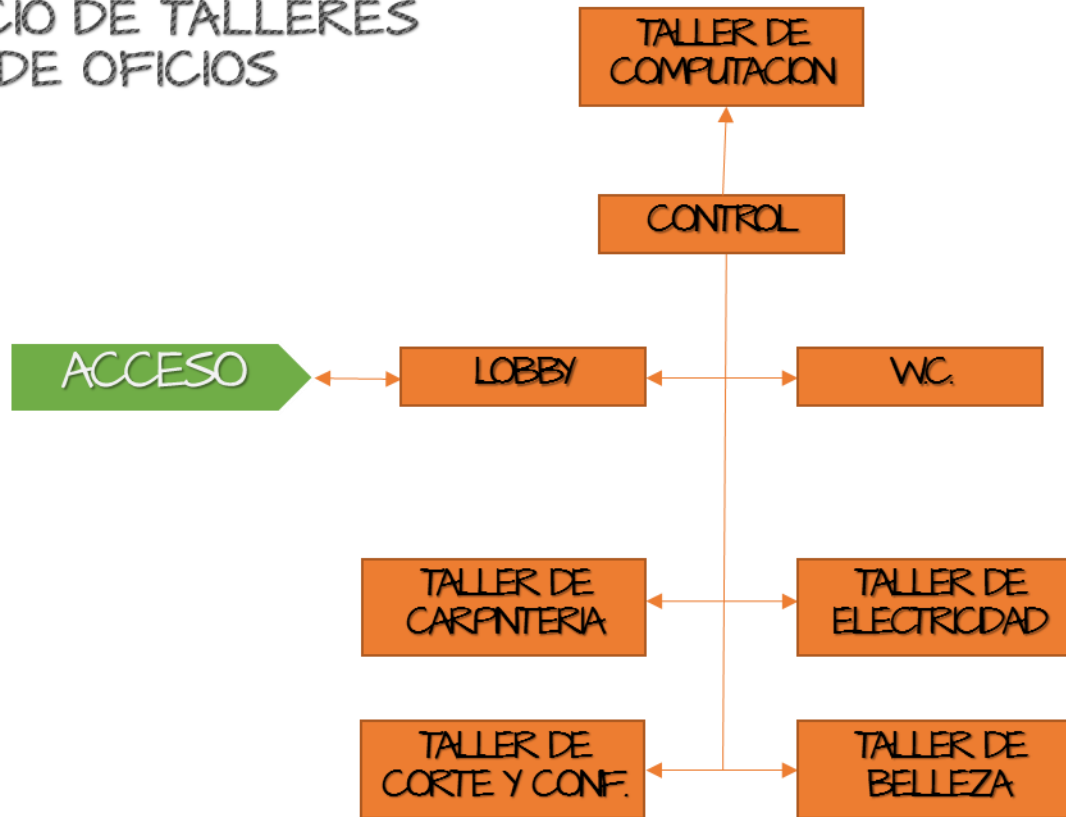 CIO DE TALLERES
DE OFICIOS
TALLER DE
COMPUTACION
CONTROL
ACCESO
LOBBY
W.C.
TALLER DE
CARPINTERIA
TALLER DE
ELECTRICIDAD
TALLER DE
CORTE Y CONF.
TALLER DE
BELLEZA